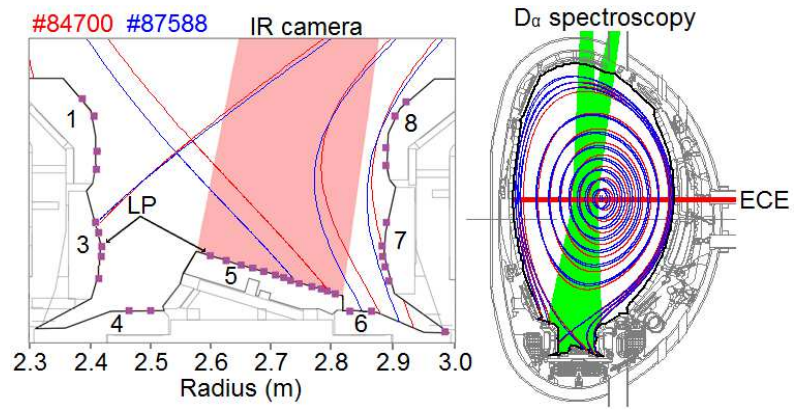 #84700 #87588 IR camera
Dα spectroscopy
1
8
3
LP
7
5
4
6
ECE
2.3 2.4 2.5 2.6 2.7 2.8 2.9 3.0
Radius (m)